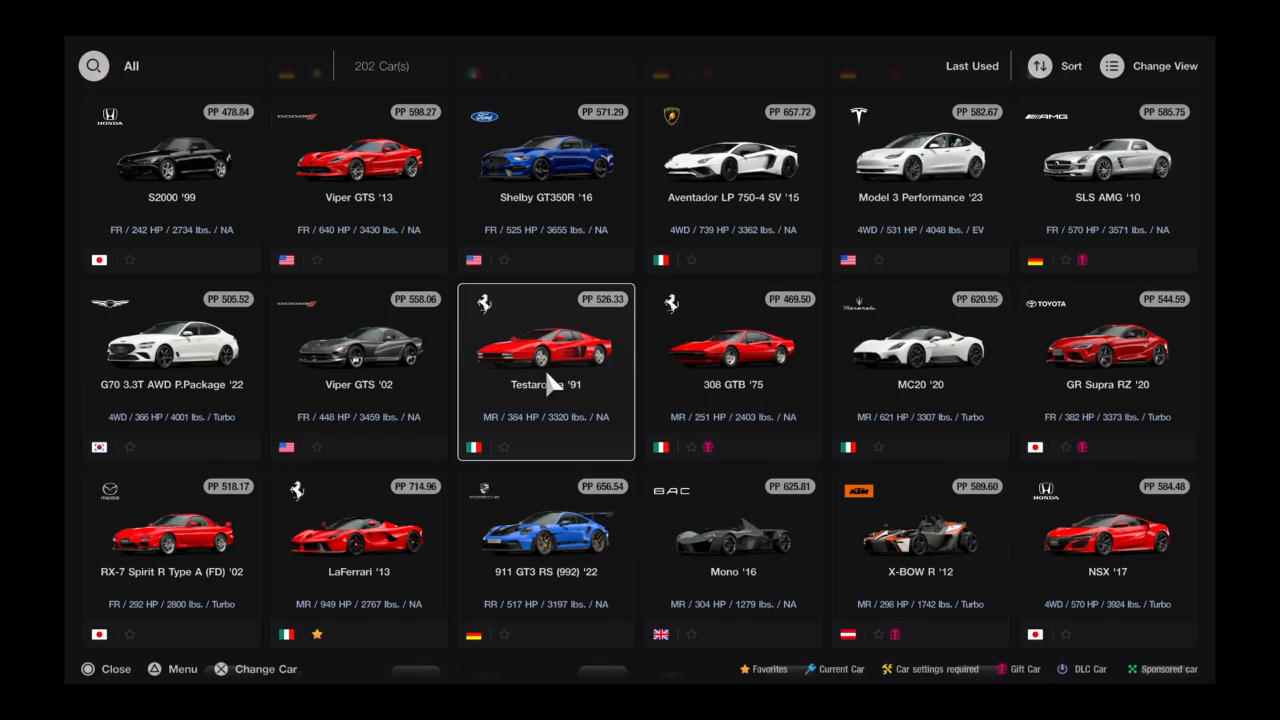 All
202 Car(s)
Last Used
Sort
Change View
HONDA
PP 478.84
S2000 '99
FR / 242 HP / 2734 lbs. / NA
DODGE
PP 598.27
Viper GTS '13
FR / 640 HP / 3430 lbs. / NA
Ford
PP 571.29
Shelby GT350R '16
FR / 525 HP / 3655 lbs. / NA
PP 657.72
Aventador LP 750-4 SV '15
4WD / 739 HP / 3362 lbs. / NA
PP 582.67
Model 3 Performance '23
4WD / 531 HP / 4048 lbs. / EV
AMG
PP 585.75
SLS AMG '10
FR / 570 HP / 3571 lbs. / NA
PP 505.52
G70 3.3T AWD P.Package '22
4WD / 366 HP / 4001 lbs. / Turbo
DODGE
PP 558.06
Viper GTS '02
FR / 448 HP / 3459 lbs. / NA
PP 526.33
'91
MR / 384 HP / 3320 lbs. / NA
PP 469.50
308 GTB '75
MR / 251 HP / 2403 lbs. / NA
Maserati
PP 620.95
MC20 '20
MR / 621 HP / 3307 lbs. / Turbo
TOYOTA
PP 544.59
GR Supra RZ '20
FR / 382 HP / 3373 lbs. / Turbo
mazda
PP 518.17
RX-7 Spirit R Type A (FD) '02
FR / 292 HP / 2800 lbs. / Turbo
PP 714.96
LaFerrari '13
MR / 949 HP / 2767 lbs. / NA
PORSCHE
PP 656.54
911 GT3 RS (992) '22
RR / 517 HP / 3197 lbs. / NA
BAC
PP 625.81
Mono '16
MR / 304 HP / 1279 lbs. / NA
KTM
PP 589.60
X-BOW R '12
MR / 298 HP / 1742 lbs. / Turbo
HONDA
PP 584.48
NSX '17
4WD / 570 HP / 3924 lbs. / Turbo
Close
Menu
Change Car
Favorites
Current Car
Car settings required
Gift Car
DLC Car
Sponsored car